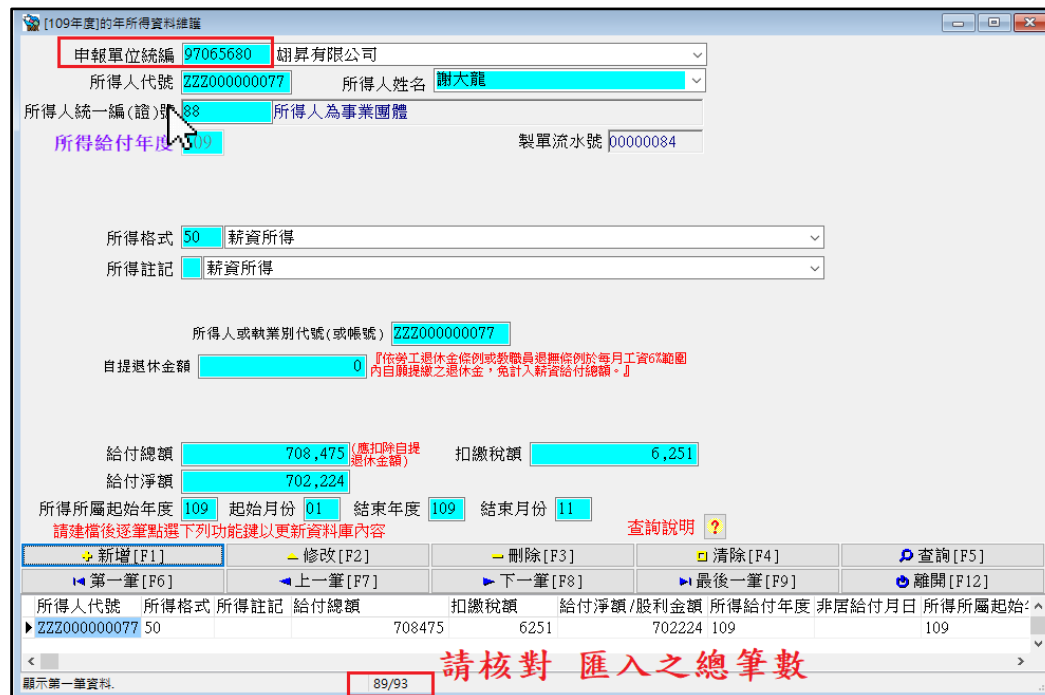 [109年度]的年所得資料維護
申報單位統編 97065680 翃昇有限公司
所得人代號 ZZZ000000077 所得人姓名 謝大龍
所得人統一編(證)號 88 所得人為事業團體
所得給付年度 109 製單流水號 00000084
所得格式 50 薪資所得
所得註記 薪資所得
所得人或執業別代號(或帳號) ZZZ000000077
自提退休金額 0 『依勞工退休金條例或教職員退撫條例於每月工資6%範圍
內自願提繳之退休金，免計入薪資給付總額。』
給付總額 708,475 (應扣除自提
退休金額) 扣繳稅額 6,251
給付淨額 702,224
所得所屬起始年度 109 起始月份 01 結束年度 109 結束月份 11
請建檔後逐筆點選下列功能鍵以更新資料庫內容 查詢說明 ?
新增[F1] 修改[F2] 刪除[F3] 清除[F4] 查詢[F5]
第一筆[F6] 上一筆[F7] 下一筆[F8] 最後一筆[F9] 離開[F12]
所得人代號 所得格式 所得註記 給付總額 扣繳稅額 給付淨額/股利金額 所得給付年度 非居給付月日 所得所屬起始
ZZZ000000077 50 708475 6251 702224 109 109
請核對 匯入之總筆數
顯示第一筆資料. 89/93